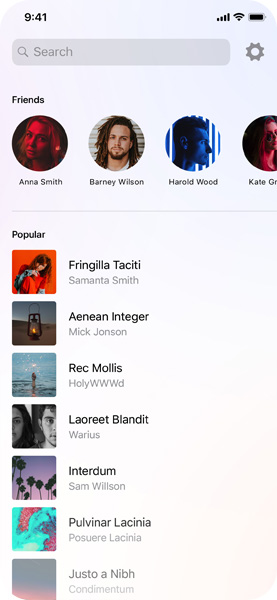 9:41
Search
Friends
Anna Smith
Barney Wilson
Harold Wood
Kate Gr
Popular
Fringilla Taciti
Samanta Smith
Aenean Integer
Mick Jonson
Rec Mollis
HolyWWWd
Laoreet Blandit
Warius
Interdum
Sam Willson
Pulvinar Lacinia
Posuere Lacinia
Justo a Nibh
Condimentum